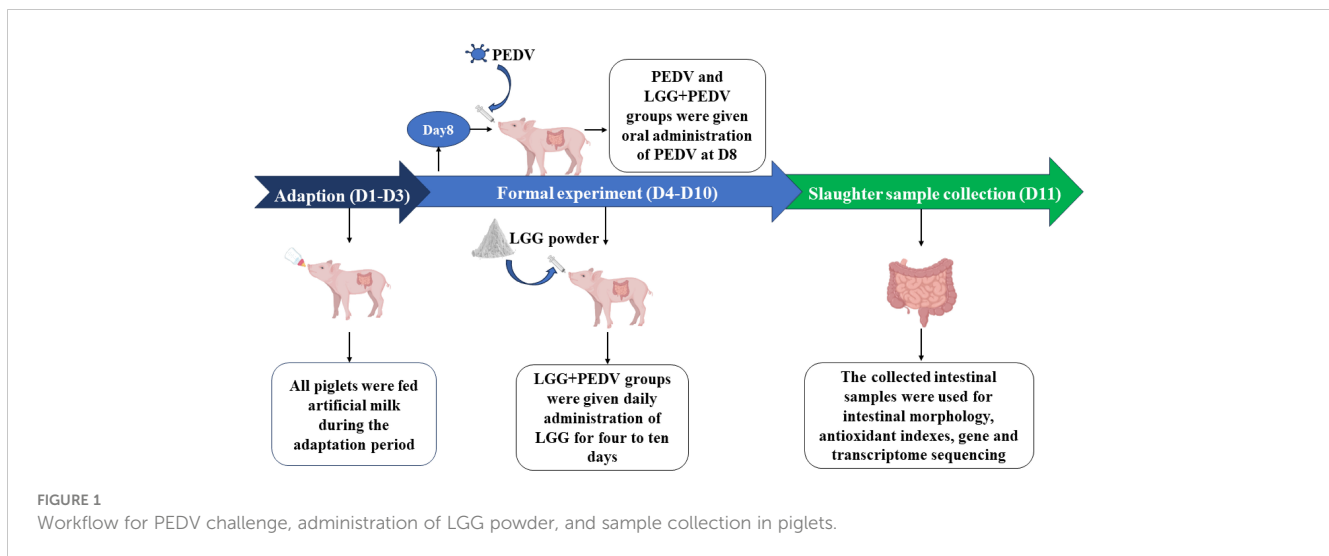 PEDV
PEDV and
LGG+PEDV
groups were given
oral administration
of PEDV at D8
Day8
Adaption (D1-D3)
Formal experiment (D4-D10)
Slaughter sample collection (D11)
LGG powder
All piglets were fed
artificial milk
during the
adaptation period
LGG+PEDV groups
were given daily
administration of
LGG for four to ten
days
The collected intestinal
samples were used for
intestinal morphology,
antioxidant indexes, gene and
transcriptome sequencing
FIGURE 1
Workflow for PEDV challenge, administration of LGG powder, and sample collection in piglets.